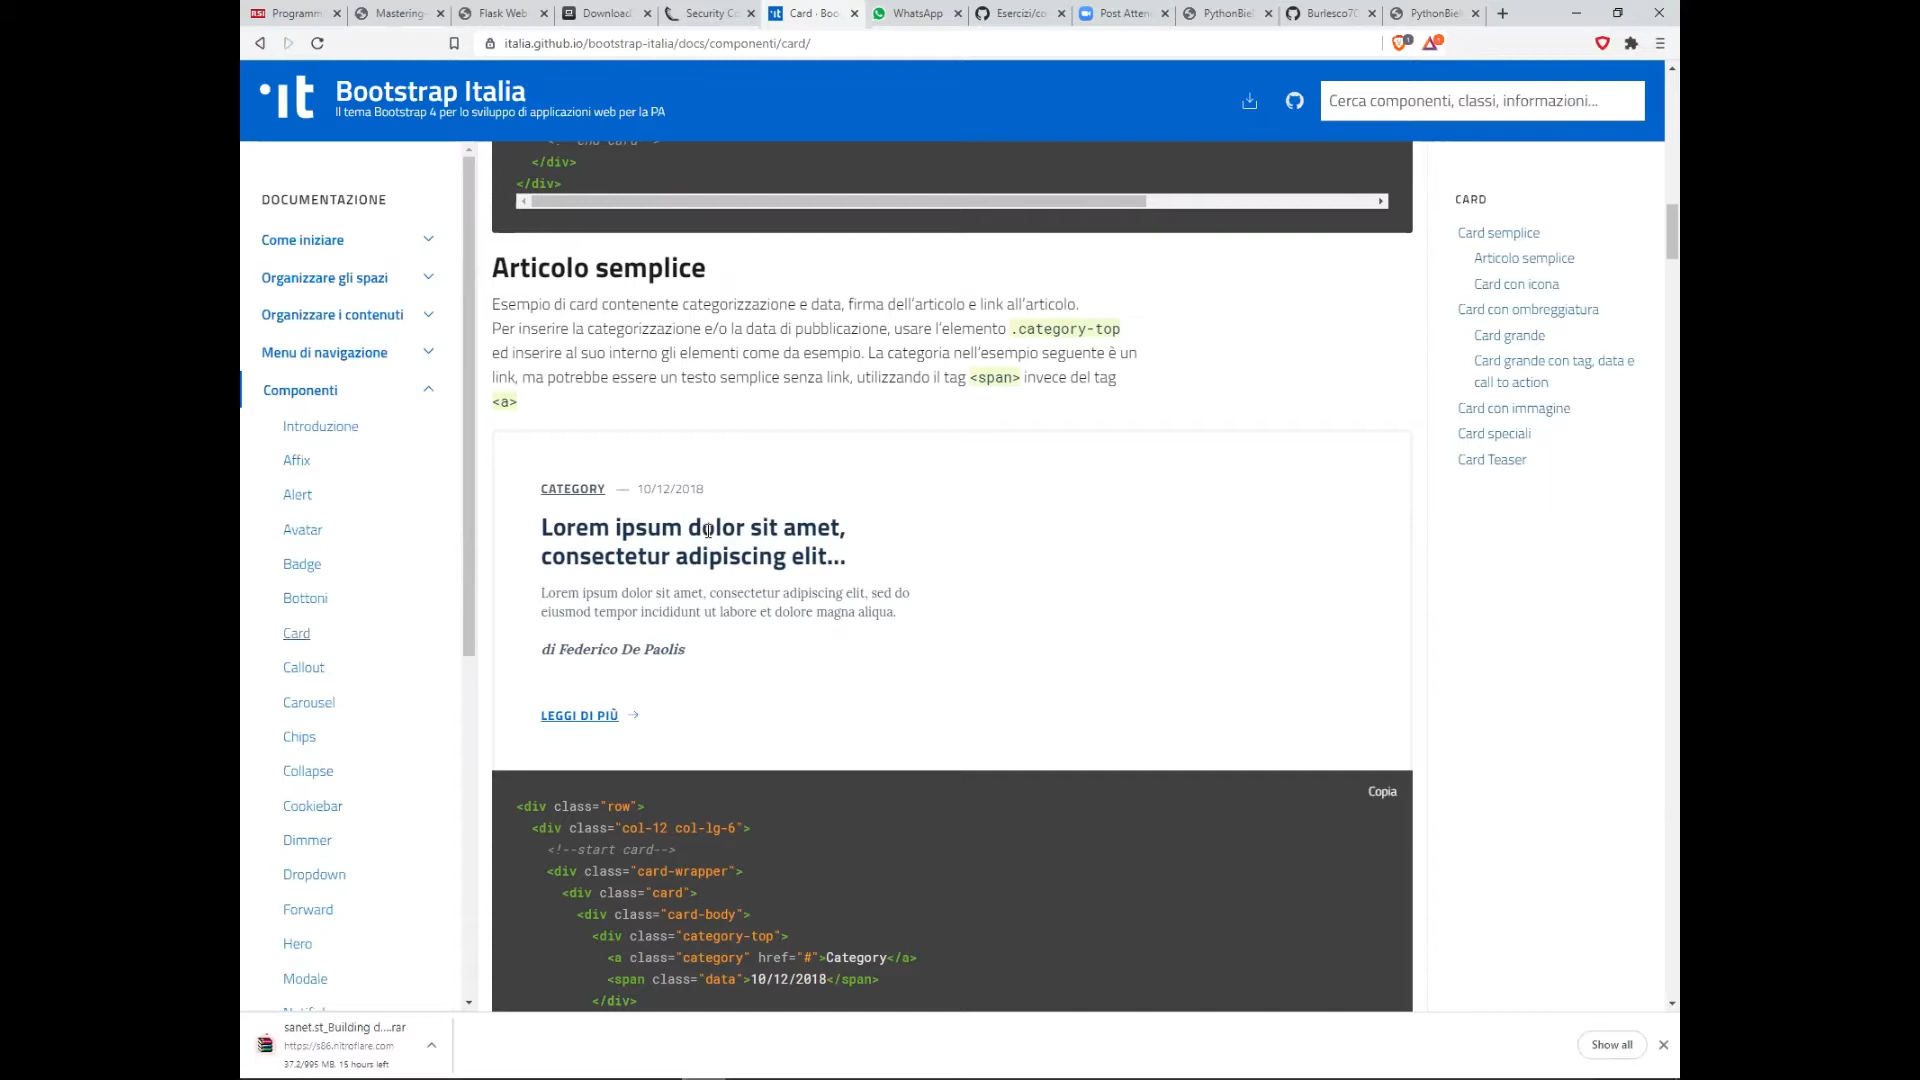 Programm
Mastering-
Flask Web
Download
Security Co
Card · Boo
WhatsApp
Esercizi/co
Post Atten
PythonBie
Burlesco70
PythonBie
italia.github.io/bootstrap-italia/docs/componenti/card/
Bootstrap Italia
Il tema Bootstrap 4 per lo sviluppo di applicazioni web per la PA
Cerca componenti, classi, informazioni...
DOCUMENTAZIONE
Come iniziare
Organizzare gli spazi
Organizzare i contenuti
Menu di navigazione
Componenti
Introduzione
Affix
Alert
Avatar
Badge
Bottoni
Card
Callout
Carousel
Chips
Collapse
Cookiebar
Dimmer
Dropdown
Forward
Hero
Modale
<!--end card-->
</div>
</div>
Articolo semplice
Esempio di card contenente categorizzazione e data, firma dell’articolo e link all’articolo.
Per inserire la categorizzazione e/o la data di pubblicazione, usare l’elemento .category-top
ed inserire al suo interno gli elementi come da esempio. La categoria nell’esempio seguente è un
link, ma potrebbe essere un testo semplice senza link, utilizzando il tag <span> invece del tag
<a>
CATEGORY — 10/12/2018
Lorem ipsum dolor sit amet,
consectetur adipiscing elit...
Lorem ipsum dolor sit amet, consectetur adipiscing elit, sed do
eiusmod tempor incididunt ut labore et dolore magna aliqua.
di Federico De Paolis
LEGGI DI PIÙ
Copia
<div class="row">
<div class="col-12 col-lg-6">
<!--start card-->
<div class="card-wrapper">
<div class="card">
<div class="card-body">
<div class="category-top">
<a class="category" href="#">Category</a>
<span class="data">10/12/2018</span>
</div>
CARD
Card semplice
Articolo semplice
Card con icona
Card con ombreggiatura
Card grande
Card grande con tag, data e
call to action
Card con immagine
Card speciali
Card Teaser
sanet.st_Building d....rar
https://s86.nitroflare.com
37.2/995 MB, 15 hours left
Show all